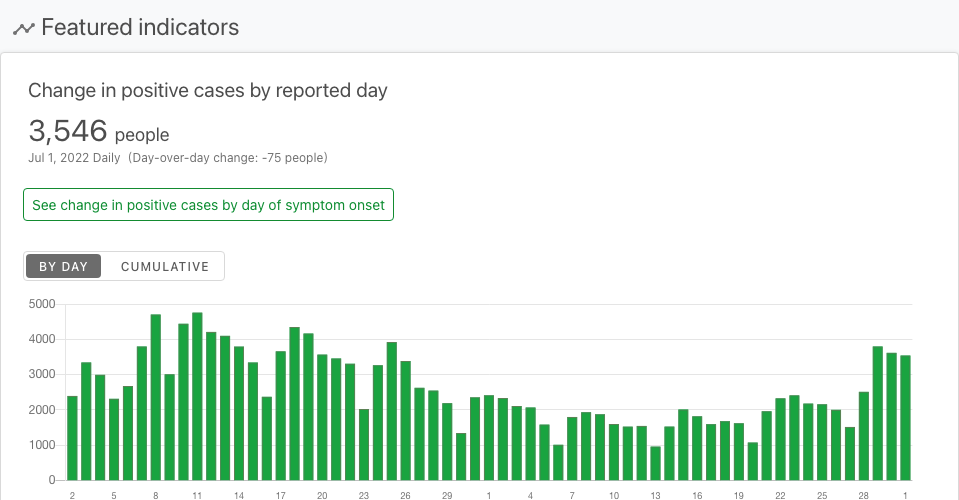 Featured indicators
Change in positive cases by reported day
3,546 people
Jul 1, 2022 Daily (Day-over-day change: -75 people)
See change in positive cases by day of symptom onset
BY DAY CUMULATIVE
5000
4000
3000
2000
1000
0
2 5 8 11 14 17 20 23 26 29 1 4 7 10 13 16 19 22 25 28 1